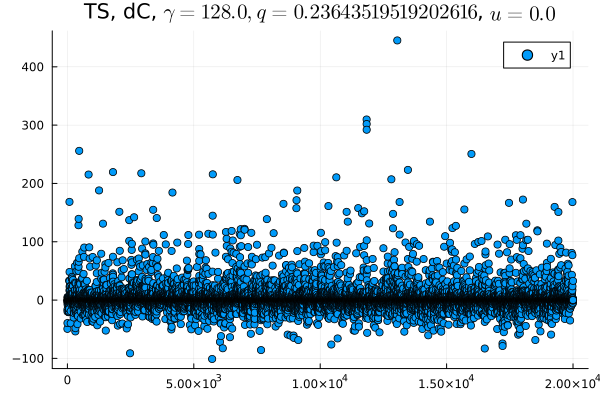 TS, dC, γ = 128.0, q = 0.23643519519202616, u = 0.0
y1
400
300
200
100
0
−100
0 5.00×10³ 1.00×10⁴ 1.50×10⁴ 2.00×10⁴